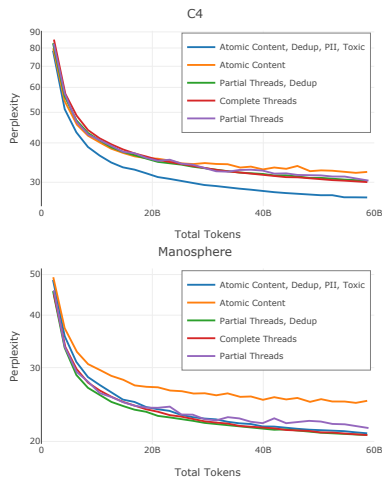 C4
90
80
70
60
50
40
30
0
20B
40B
60B
Perplexity
Total Tokens
Atomic Content, Dedup, PII, Toxic
Atomic Content
Partial Threads, Dedup
Complete Threads
Partial Threads
Manosphere
50
40
30
20
0
20B
40B
60B
Perplexity
Total Tokens
Atomic Content, Dedup, PII, Toxic
Atomic Content
Partial Threads, Dedup
Complete Threads
Partial Threads